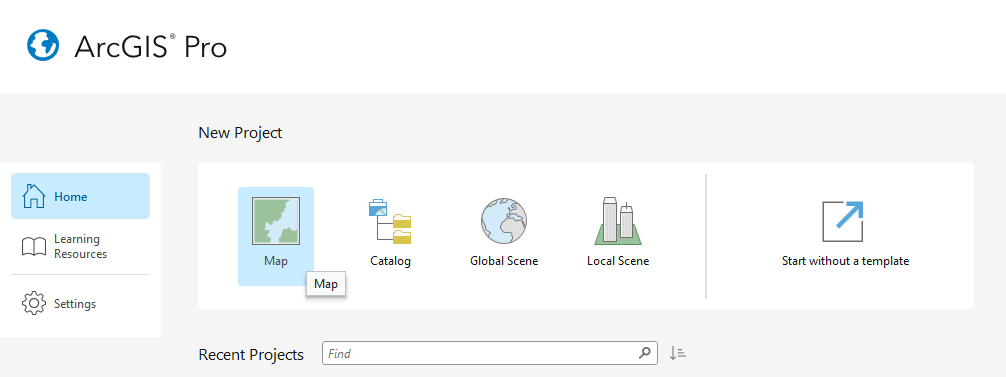 ArcGIS® Pro
New Project
Home
Learning
Resources
Settings
Map
Catalog
Global Scene
Local Scene
Start without a template
Map
Recent Projects
Find